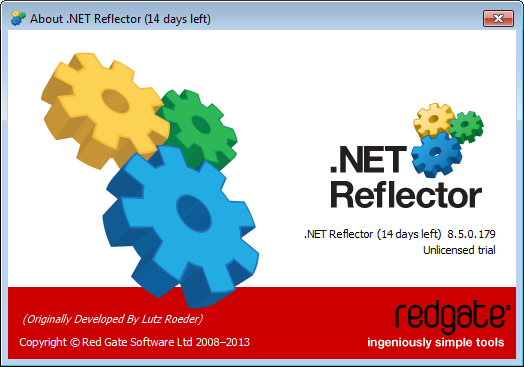 About .NET Reflector (14 days left)
.NET
Reflector
.NET Reflector (14 days left) 8.5.0.179
Unlicensed trial
(Originally Developed By Lutz Roeder)
Copyright © Red Gate Software Ltd 2008–2013
redgate®
ingeniously simple tools